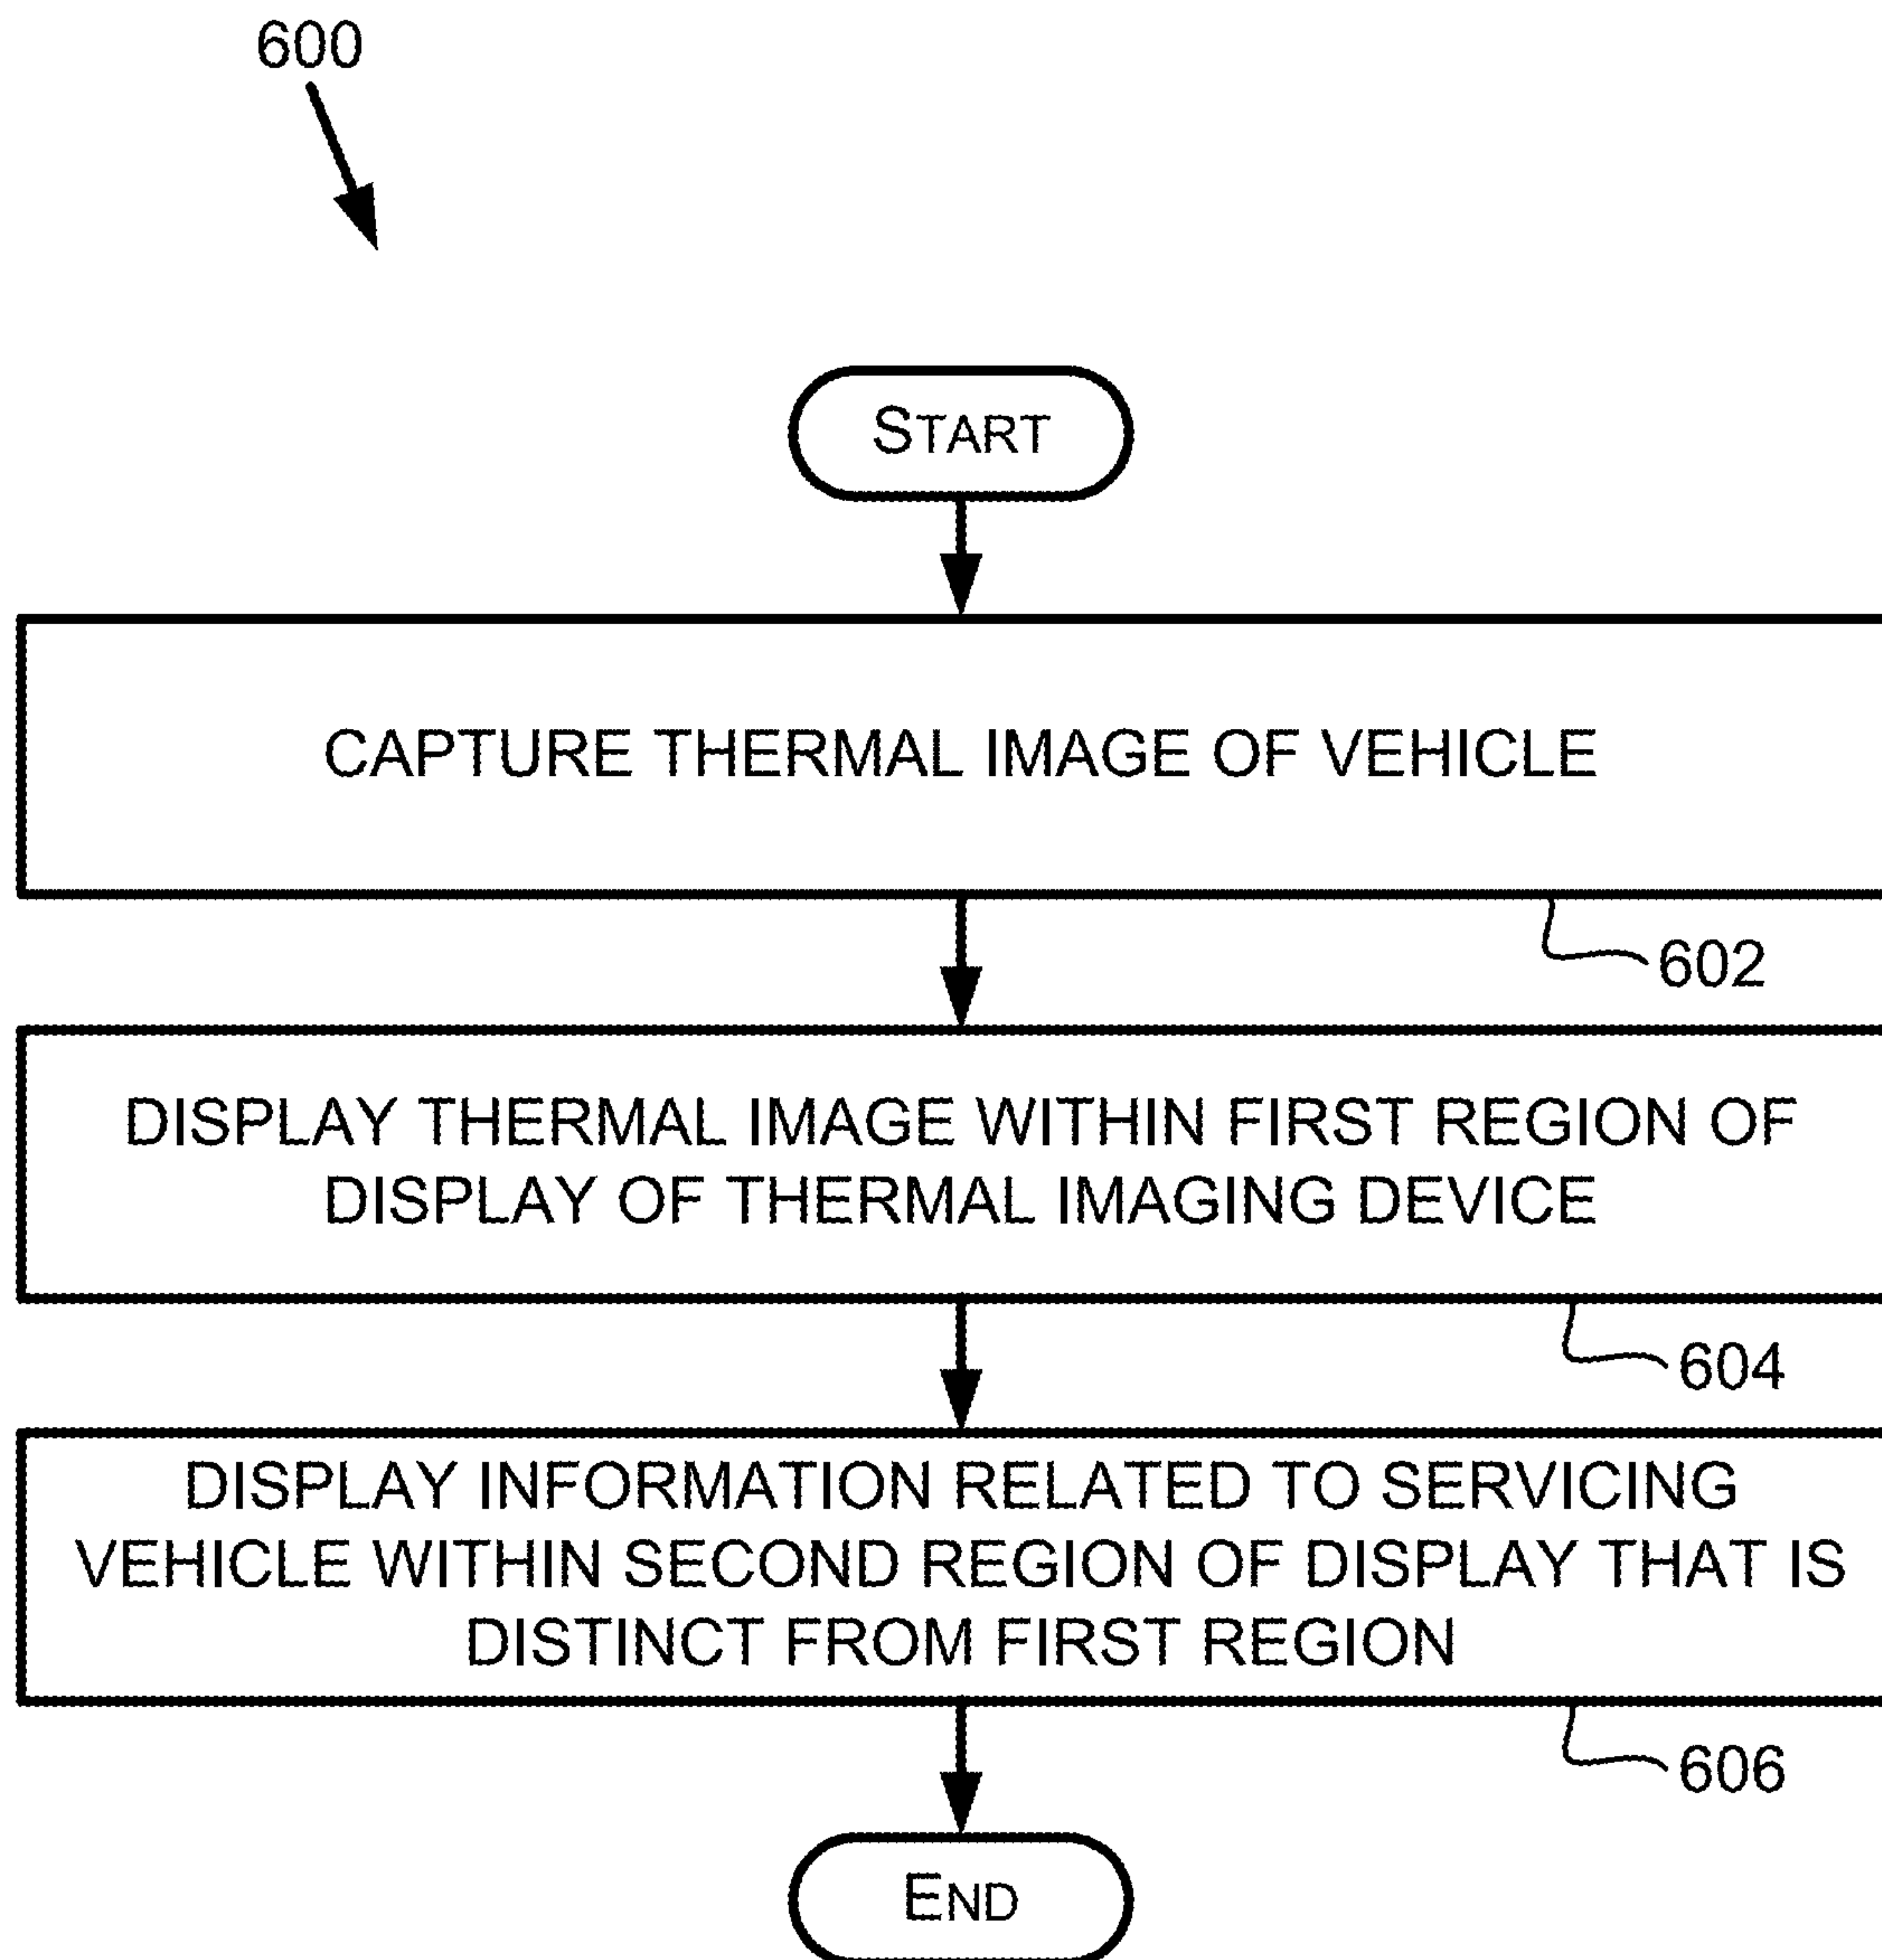 600
START
CAPTURE THERMAL IMAGE OF VEHICLE
602
DISPLAY THERMAL IMAGE WITHIN FIRST REGION OF
DISPLAY OF THERMAL IMAGING DEVICE
604
DISPLAY INFORMATION RELATED TO SERVICING
VEHICLE WITHIN SECOND REGION OF DISPLAY THAT IS
DISTINCT FROM FIRST REGION
606
END